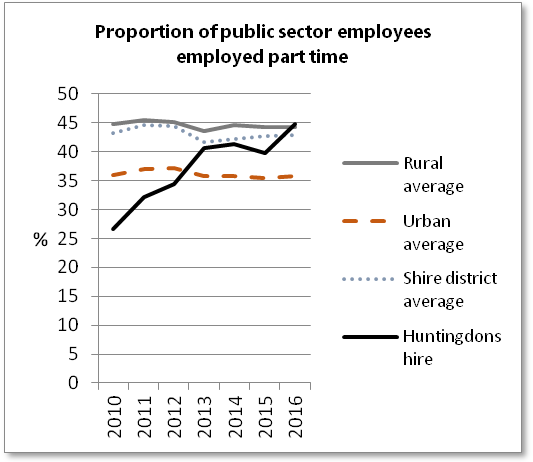 Proportion of public sector employees
employed part time
50
45
40
35
30
25
20
15
10
5
0
%
2010
2011
2012
2013
2014
2015
2016
Rural
average
Urban
average
Shire district
average
Huntingdons
hire